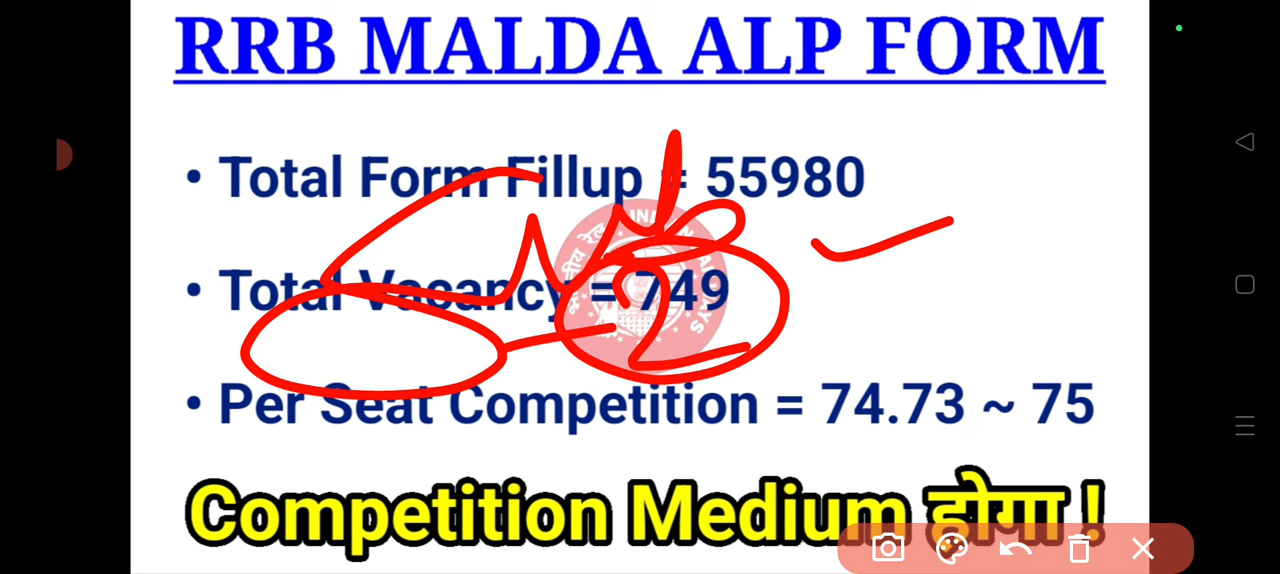 RRB MALDA ALP FORM
• Total Form Fillup = 55980
• Total Vacancy = 749
• Per Seat Competition = 74.73 ~ 75
Competition Medium होगा !
2